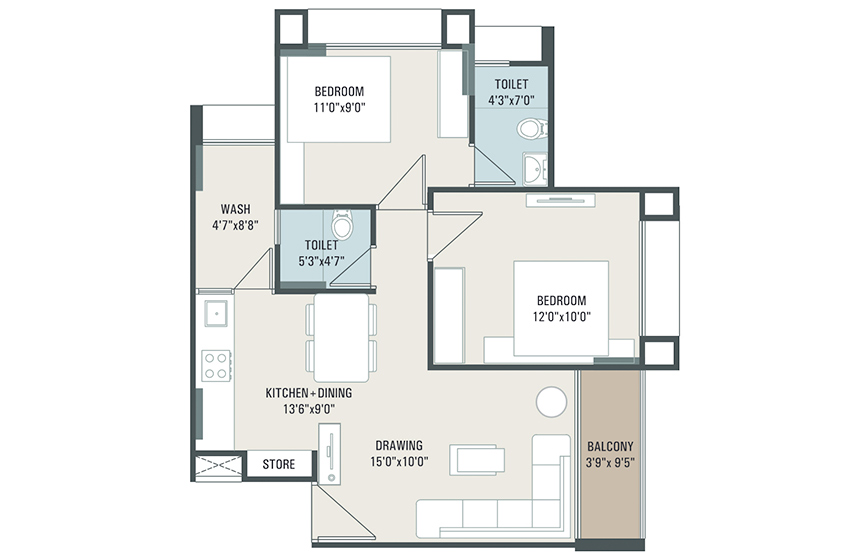 BEDROOM
11'0"x9'0"
TOILET
4'3"x7'0"
WASH
4'7"x8'8"
TOILET
5'3"x4'7"
BEDROOM
12'0"x10'0"
KITCHEN+DINING
13'6"x9'0"
DRAWING
15'0"x10'0"
BALCONY
3'9"x 9'5"
STORE